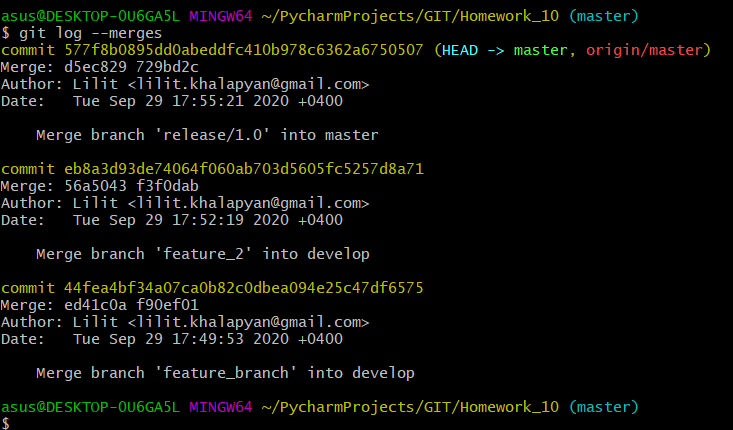 asus@DESKTOP-0U6GA5L MINGW64 ~/PycharmProjects/GIT/Homework_10 (master)
$ git log --merges
commit 577f8b0895dd0abeddfc410b978c6362a6750507 (HEAD -> master, origin/master)
Merge: d5ec829 729bd2c
Author: Lilit <lilit.khalapyan@gmail.com>
Date:   Tue Sep 29 17:55:21 2020 +0400

    Merge branch 'release/1.0' into master

commit eb8a3d93de74064f060ab703d5605fc5257d8a71
Merge: 56a5043 f3f0dab
Author: Lilit <lilit.khalapyan@gmail.com>
Date:   Tue Sep 29 17:52:19 2020 +0400

    Merge branch 'feature_2' into develop

commit 44fea4bf34a07ca0b82c0dbea094e25c47df6575
Merge: ed41c0a f90ef01
Author: Lilit <lilit.khalapyan@gmail.com>
Date:   Tue Sep 29 17:49:53 2020 +0400

    Merge branch 'feature_branch' into develop

asus@DESKTOP-0U6GA5L MINGW64 ~/PycharmProjects/GIT/Homework_10 (master)
$